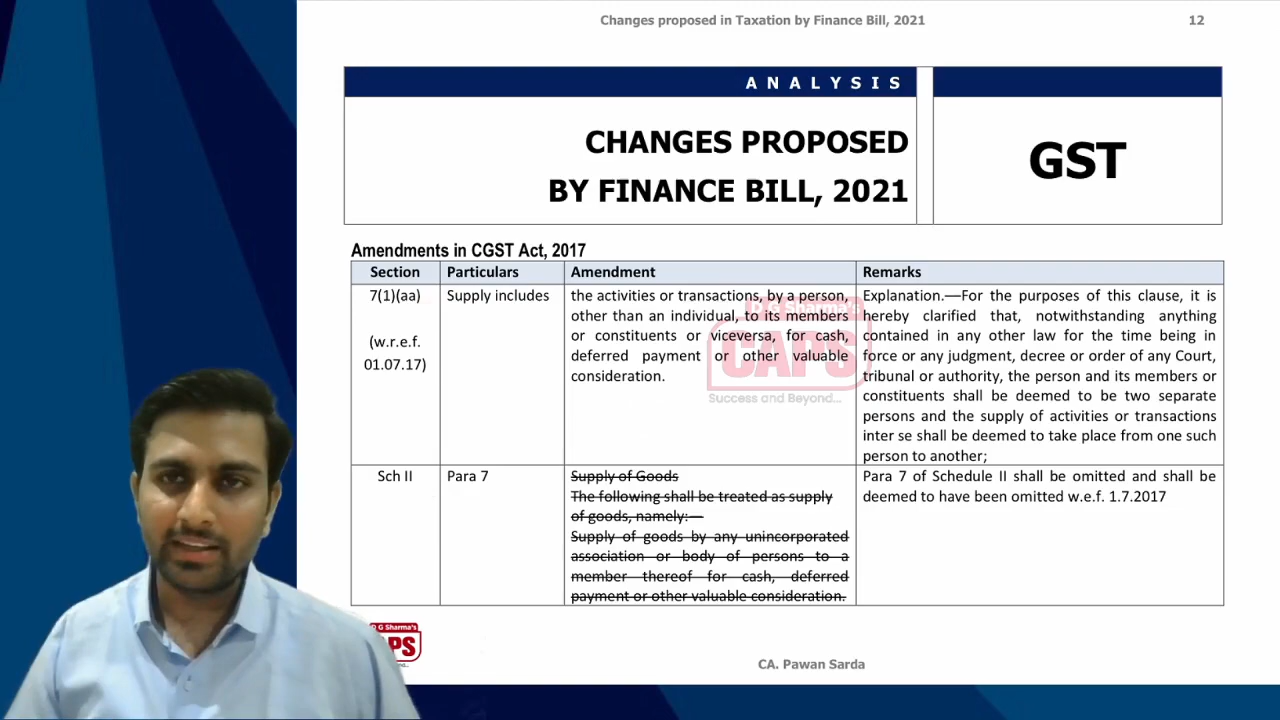 Changes proposed in Taxation by Finance Bill, 2021
12
ANALYSIS
CHANGES PROPOSED
BY FINANCE BILL, 2021
GST
Amendments in CGST Act, 2017
Section
Particulars
Amendment
Remarks
7(1)(aa)
(w.r.e.f.
01.07.17)
Supply includes
the activities or transactions, by a person,
other than an individual, to its members
or constituents or viceversa, for cash,
deferred payment or other valuable
consideration.
Explanation.—For the purposes of this clause, it is
hereby clarified that, notwithstanding anything
contained in any other law for the time being in
force or any judgment, decree or order of any Court,
tribunal or authority, the person and its members or
constituents shall be deemed to be two separate
persons and the supply of activities or transactions
inter se shall be deemed to take place from one such
person to another;
Sch II
Para 7
Supply of Goods
The following shall be treated as supply
of goods, namely:—
Supply of goods by any unincorporated
association or body of persons to a
member thereof for cash, deferred
payment or other valuable consideration.
Para 7 of Schedule II shall be omitted and shall be
deemed to have been omitted w.e.f. 1.7.2017
D G Sharma's
CAPS
Success and Beyond...
G Sharma's
PS
CA. Pawan Sarda